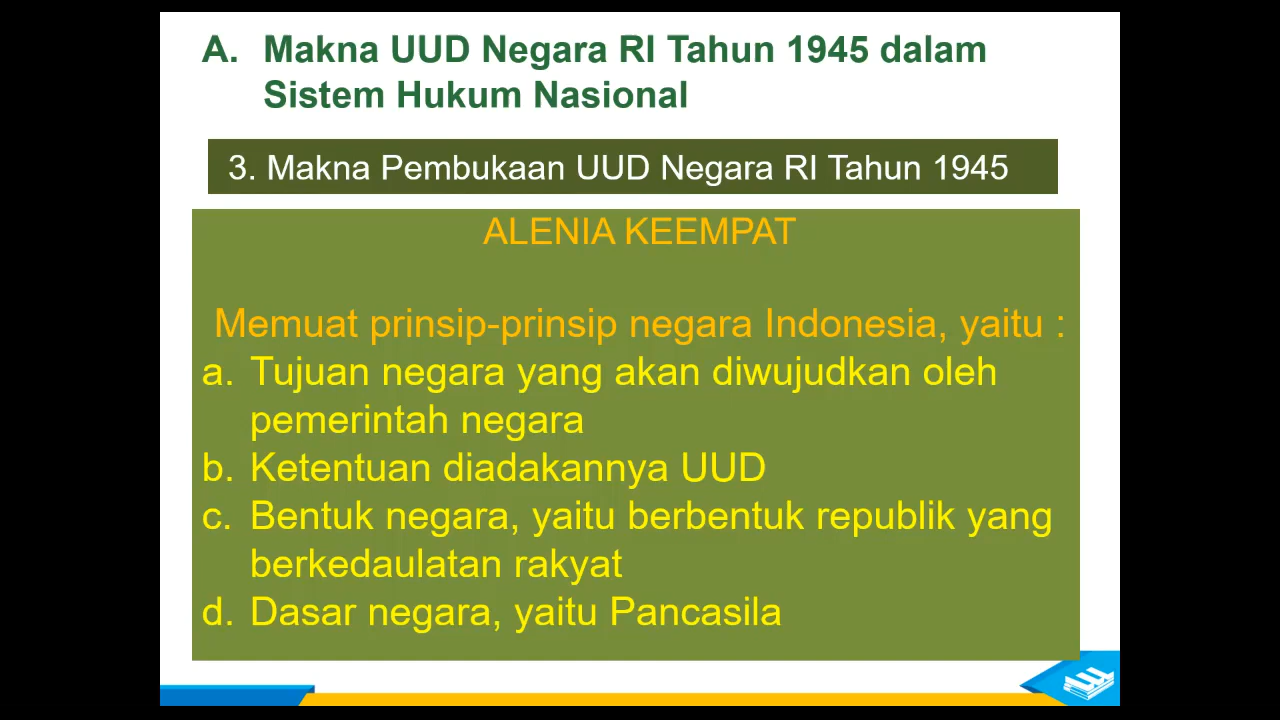 A. Makna UUD Negara RI Tahun 1945 dalam
Sistem Hukum Nasional
3. Makna Pembukaan UUD Negara RI Tahun 1945
ALENIA KEEMPAT
Memuat prinsip-prinsip negara Indonesia, yaitu :
a. Tujuan negara yang akan diwujudkan oleh
pemerintah negara
b. Ketentuan diadakannya UUD
c. Bentuk negara, yaitu berbentuk republik yang
berkedaulatan rakyat
d. Dasar negara, yaitu Pancasila